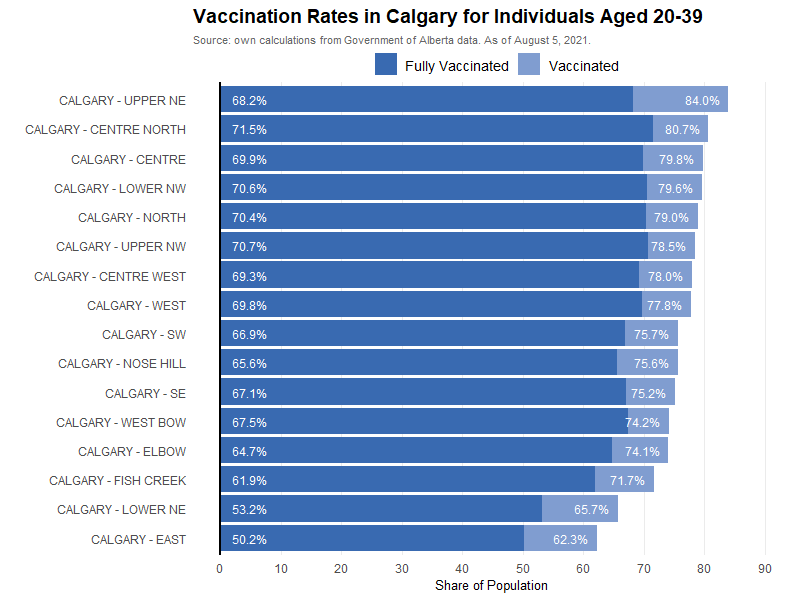 Vaccination Rates in Calgary for Individuals Aged 20-39
Source: own calculations from Government of Alberta data. As of August 5, 2021.
Fully Vaccinated Vaccinated
CALGARY - UPPER NE 68.2% 84.0%
CALGARY - CENTRE NORTH 71.5% 80.7%
CALGARY - CENTRE 69.9% 79.8%
CALGARY - LOWER NW 70.6% 79.6%
CALGARY - NORTH 70.4% 79.0%
CALGARY - UPPER NW 70.7% 78.5%
CALGARY - CENTRE WEST 69.3% 78.0%
CALGARY - WEST 69.8% 77.8%
CALGARY - SW 66.9% 75.7%
CALGARY - NOSE HILL 65.6% 75.6%
CALGARY - SE 67.1% 75.2%
CALGARY - WEST BOW 67.5% 74.2%
CALGARY - ELBOW 64.7% 74.1%
CALGARY - FISH CREEK 61.9% 71.7%
CALGARY - LOWER NE 53.2% 65.7%
CALGARY - EAST 50.2% 62.3%
0 10 20 30 40 50 60 70 80 90
Share of Population